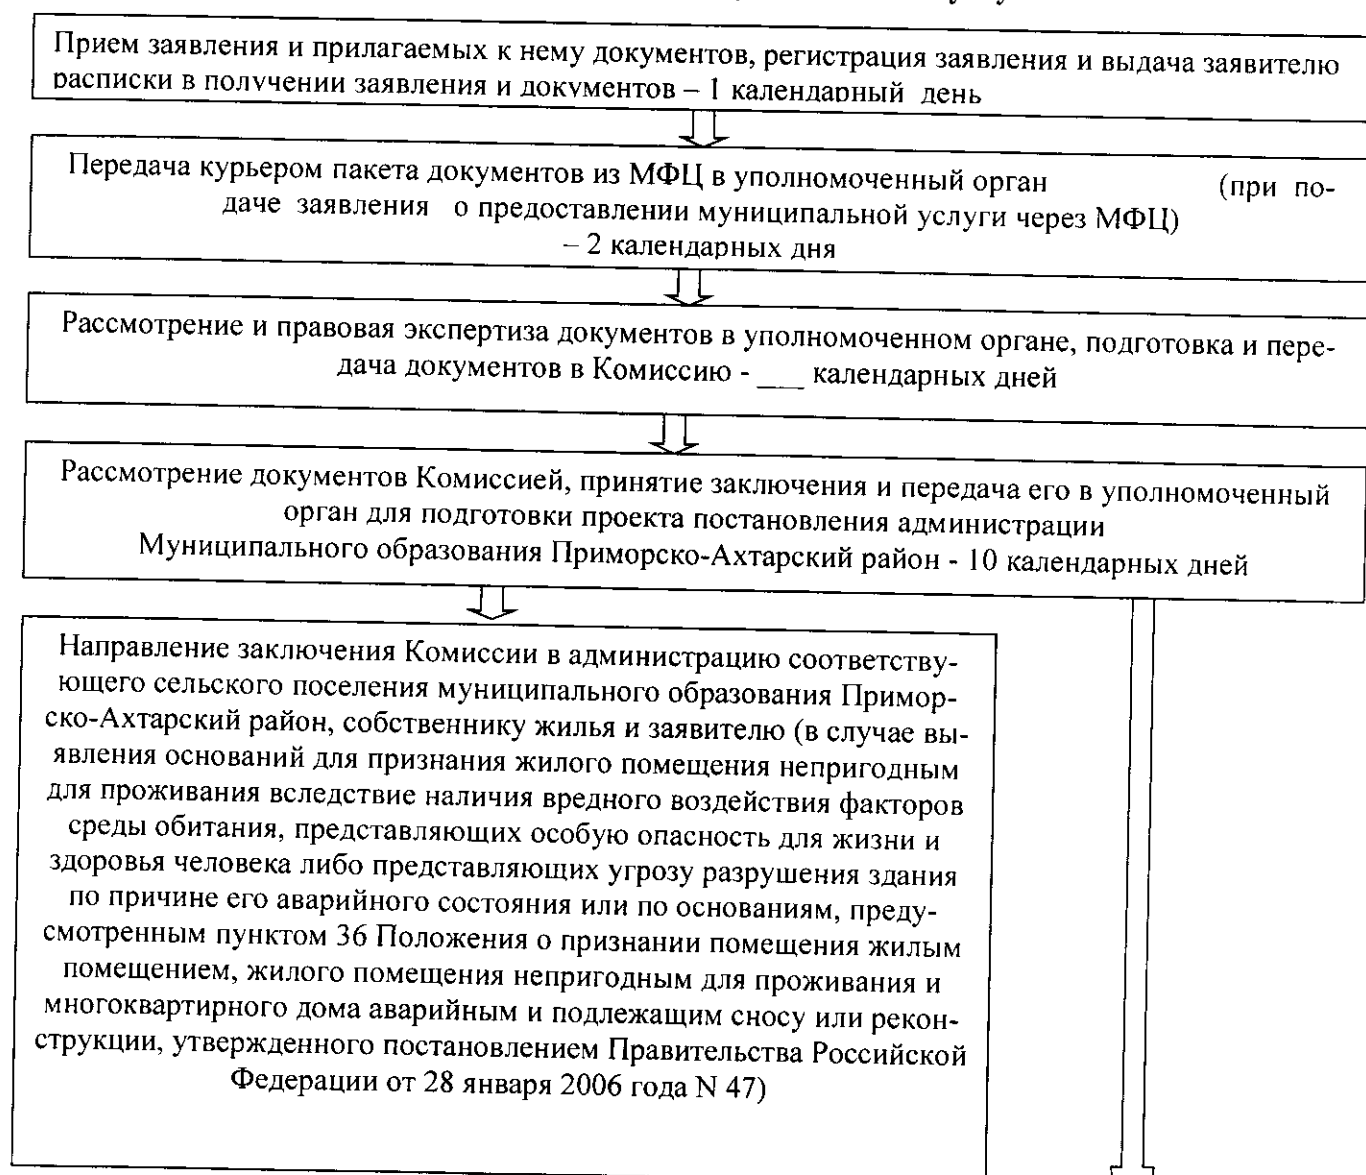 Прием заявления и прилагаемых к нему документов, регистрация заявления и выдача заявителю
расписки в получении заявления и документов – 1 календарный день
Передача курьером пакета документов из МФЦ в уполномоченный орган (при по-
даче заявления о предоставлении муниципальной услуги через МФЦ)
– 2 календарных дня
Рассмотрение и правовая экспертиза документов в уполномоченном органе, подготовка и пере-
дача документов в Комиссию - ___ календарных дней
Рассмотрение документов Комиссией, принятие заключения и передача его в уполномоченный
орган для подготовки проекта постановления администрации
Муниципального образования Приморско-Ахтарский район - 10 календарных дней
Направление заключения Комиссии в администрацию соответству-
ющего сельского поселения муниципального образования Примор-
ско-Ахтарский район, собственнику жилья и заявителю (в случае вы-
явления оснований для признания жилого помещения непригодным
для проживания вследствие наличия вредного воздействия факторов
среды обитания, представляющих особую опасность для жизни и
здоровья человека либо представляющих угрозу разрушения здания
по причине его аварийного состояния или по основаниям, преду-
смотренным пунктом 36 Положения о признании помещения жилым
помещением, жилого помещения непригодным для проживания и
многоквартирного дома аварийным и подлежащим сносу или рекон-
струкции, утвержденного постановлением Правительства Российской
Федерации от 28 января 2006 года N 47)